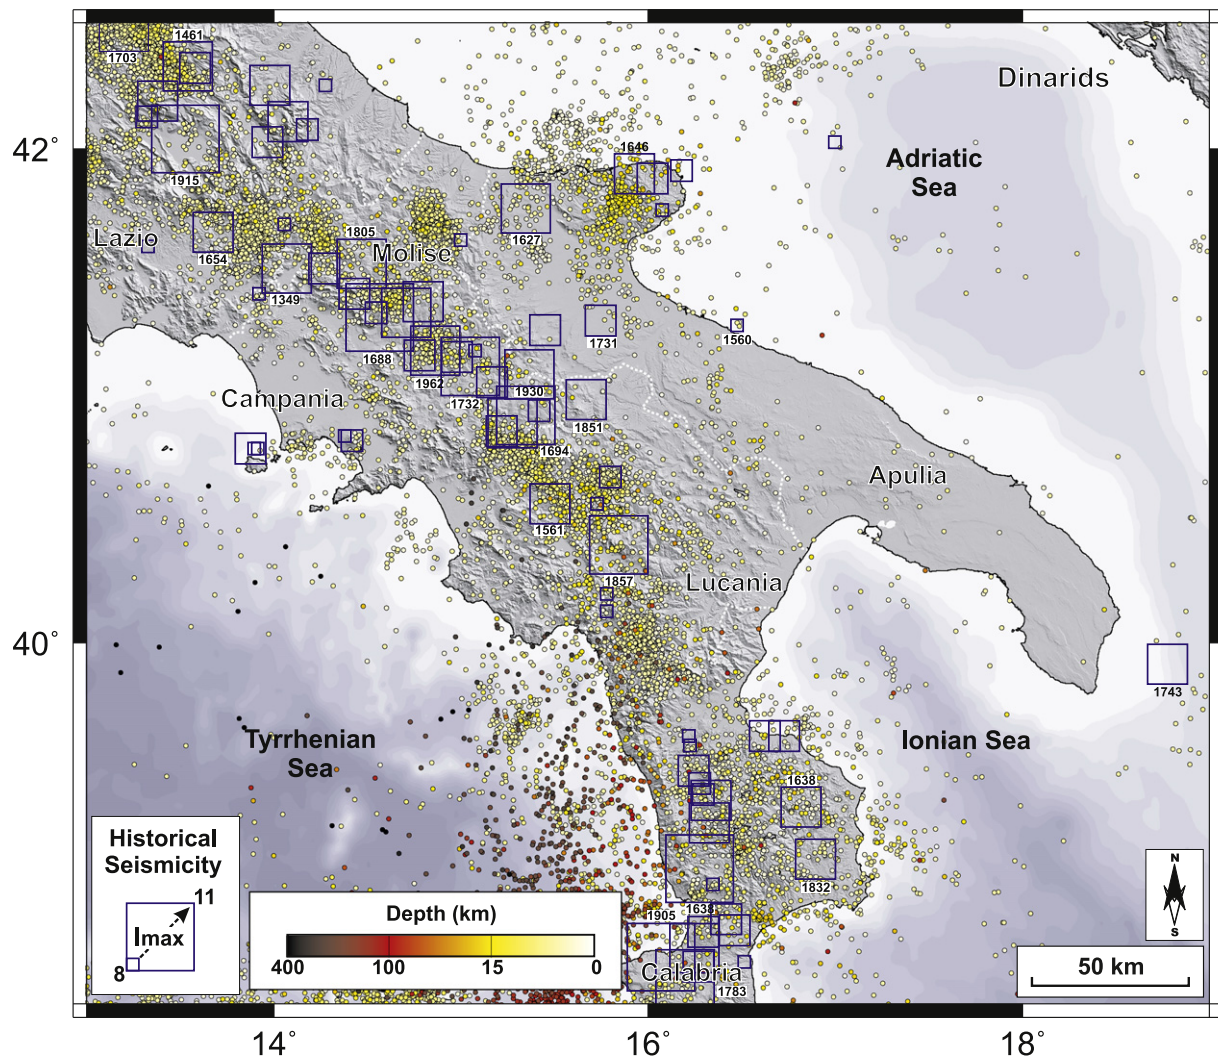 1461
1703
Dinarids
42°
1646
Adriatic
Sea
1915
Lazio
1805
1627
Molise
1654
1349
1731
1560
1688
1962
1930
1732
Campania
1851
1694
Apulia
1561
1857
Lucania
40°
1743
Tyrrhenian
Sea
Ionian Sea
1638
1832
1905
1638
Calabria
1783
Historical
Seismicity
11
Imax
8
Depth (km)
400
100
15
0
N
S
50 km
14°
16°
18°